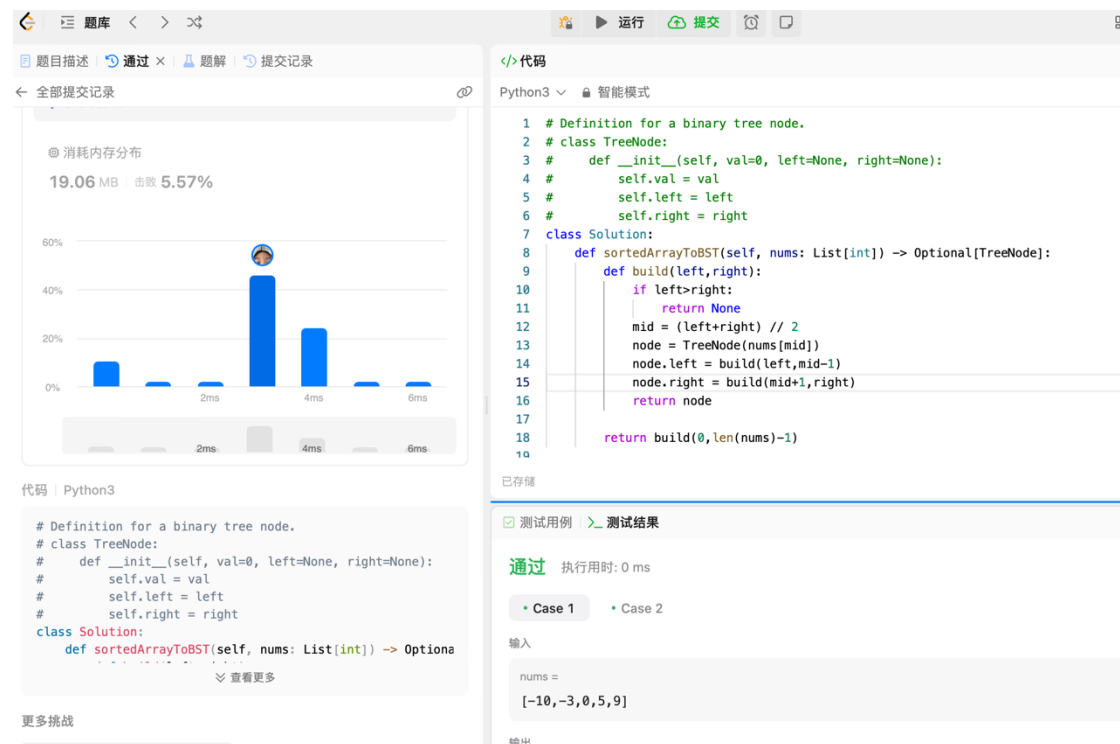 题库
运行
提交
题目描述
通过
题解
提交记录
全部提交记录
消耗内存分布
19.06 MB 击败 5.57%
60%
40%
20%
0%
2ms 4ms 6ms
2ms 4ms 6ms
代码 Python3
# Definition for a binary tree node.
# class TreeNode:
#     def __init__(self, val=0, left=None, right=None):
#         self.val = val
#         self.left = left
#         self.right = right
class Solution:
    def sortedArrayToBST(self, nums: List[int]) -> Optiona
查看更多
更多挑战
</>代码
Python3 智能模式
1 # Definition for a binary tree node.
2 # class TreeNode:
3 #     def __init__(self, val=0, left=None, right=None):
4 #         self.val = val
5 #         self.left = left
6 #         self.right = right
7 class Solution:
8     def sortedArrayToBST(self, nums: List[int]) -> Optional[TreeNode]:
9         def build(left,right):
10             if left>right:
11                 return None
12             mid = (left+right) // 2
13             node = TreeNode(nums[mid])
14             node.left = build(left,mid-1)
15             node.right = build(mid+1,right)
16             return node
17
18         return build(0,len(nums)-1)
19
已存储
测试用例 >_ 测试结果
通过 执行用时: 0 ms
• Case 1 • Case 2
输入
nums =
[-10,-3,0,5,9]
输出